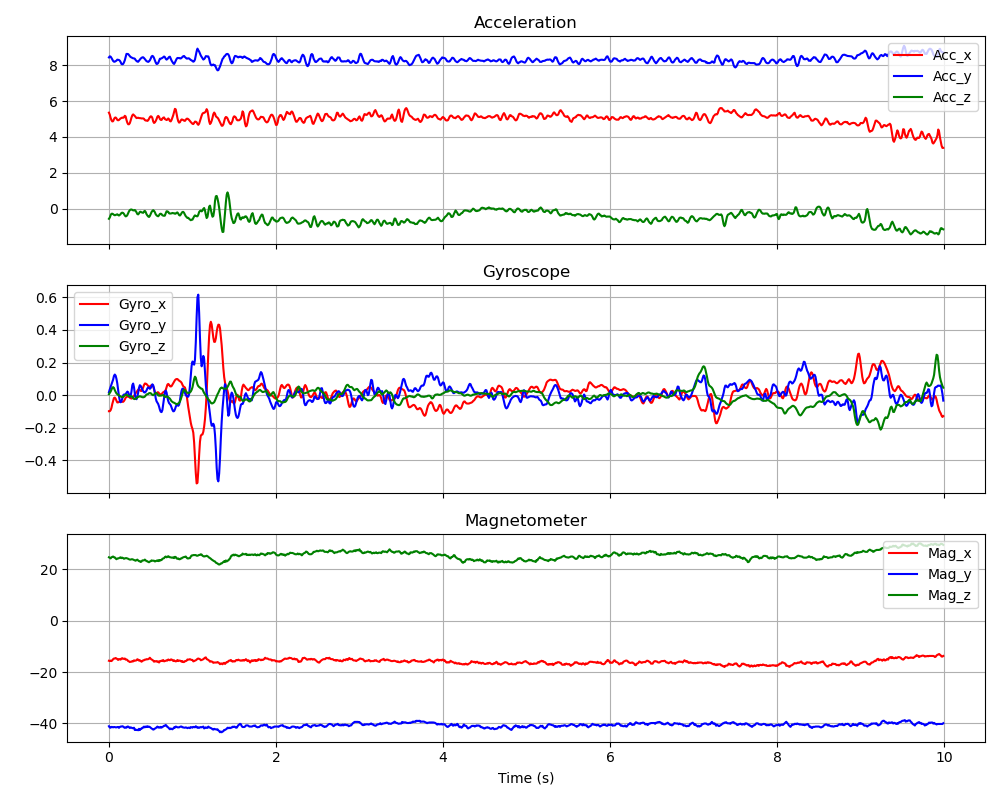 Acceleration
8
6
4
2
0
Acc_x
Acc_y
Acc_z
Gyroscope
0.6
0.4
0.2
0.0
−0.2
−0.4
Gyro_x
Gyro_y
Gyro_z
Magnetometer
20
0
−20
−40
Mag_x
Mag_y
Mag_z
0 2 4 6 8 10
Time (s)